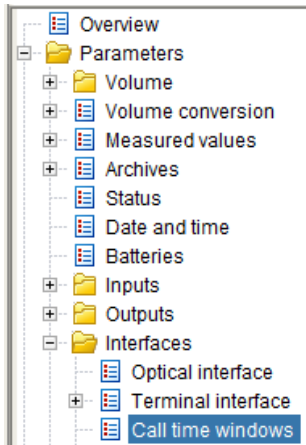 Overview
Parameters
Volume
Volume conversion
Measured values
Archives
Status
Date and time
Batteries
Inputs
Outputs
Interfaces
Optical interface
Terminal interface
Call time windows